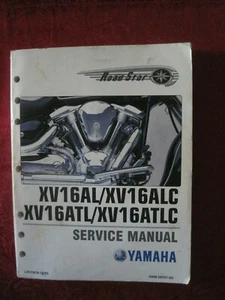 Road Star
XV16AL/XV16ALC
XV16ATL/XV16ATLC
SERVICE MANUAL
YAMAHA